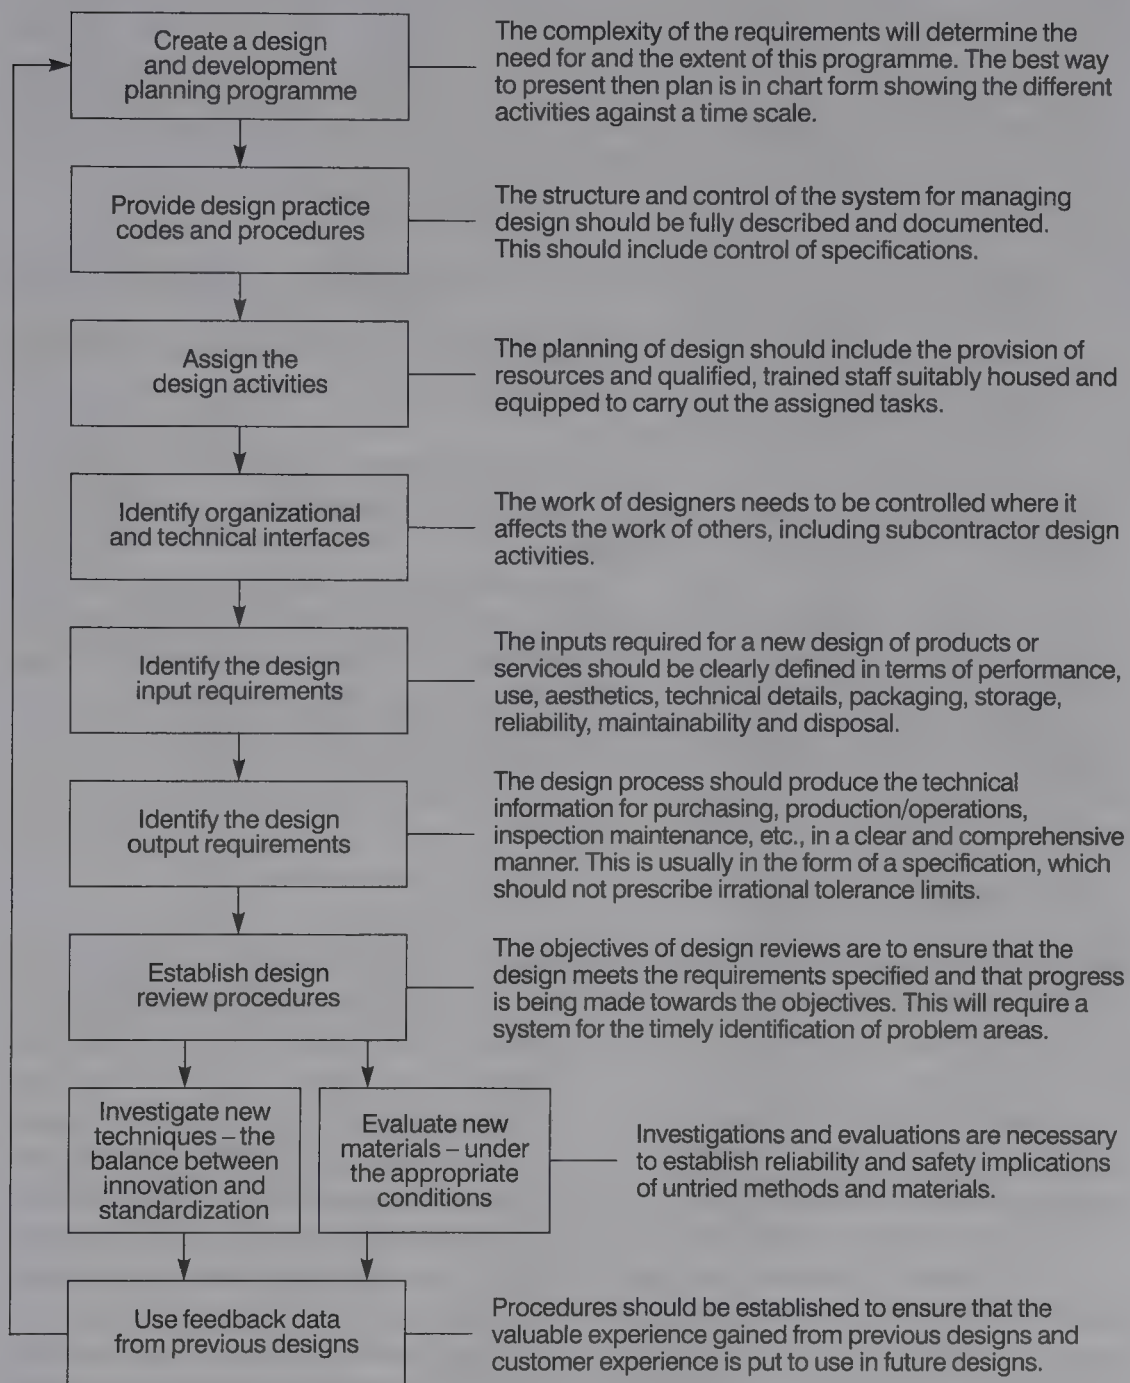 Create a design
and development
planning programme
The complexity of the requirements will determine the
need for and the extent of this programme. The best way
to present then plan is in chart form showing the different
activities against a time scale.
Provide design practice
codes and procedures
The structure and control of the system for managing
design should be fully described and documented.
This should include control of specifications.
Assign the
design activities
The planning of design should include the provision of
resources and qualified, trained staff suitably housed and
equipped to carry out the assigned tasks.
Identify organizational
and technical interfaces
The work of designers needs to be controlled where it
affects the work of others, including subcontractor design
activities.
Identify the design
input requirements
The inputs required for a new design of products or
services should be clearly defined in terms of performance,
use, aesthetics, technical details, packaging, storage,
reliability, maintainability and disposal.
Identify the design
output requirements
The design process should produce the technical
information for purchasing, production/operations,
inspection maintenance, etc., in a clear and comprehensive
manner. This is usually in the form of a specification, which
should not prescribe irrational tolerance limits.
Establish design
review procedures
The objectives of design reviews are to ensure that the
design meets the requirements specified and that progress
is being made towards the objectives. This will require a
system for the timely identification of problem areas.
Investigate new
techniques – the
balance between
innovation and
standardization
Evaluate new
materials – under
the appropriate
conditions
Investigations and evaluations are necessary
to establish reliability and safety implications
of untried methods and materials.
Use feedback data
from previous designs
Procedures should be established to ensure that the
valuable experience gained from previous designs and
customer experience is put to use in future designs.